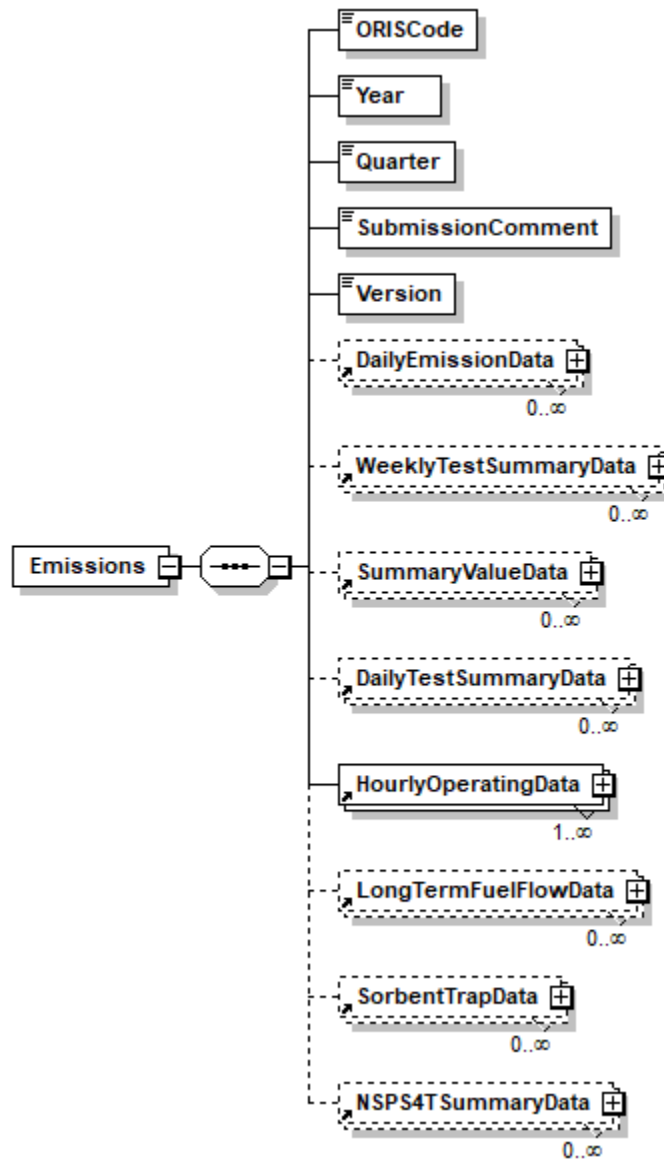 ORISCode
Year
Quarter
SubmissionComment
Version
DailyEmissionData
0..∞
WeeklyTestSummaryData
0..∞
Emissions
SummaryValueData
0..∞
DailyTestSummaryData
0..∞
HourlyOperatingData
1..∞
LongTermFuelFlowData
0..∞
SorbentTrapData
0..∞
NSPS4TSummaryData
0..∞